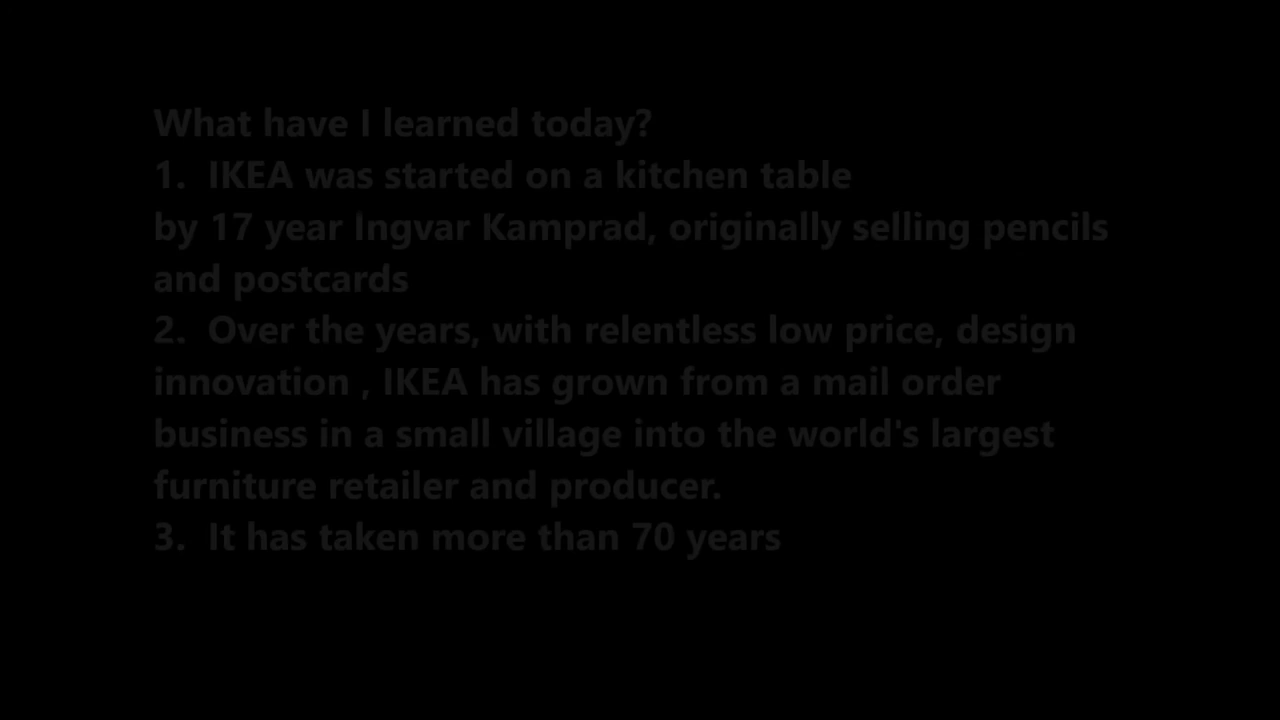 What have I learned today?
1.  IKEA was started on a kitchen table
by 17 year Ingvar Kamprad, originally selling pencils
and postcards
2.  Over the years, with relentless low price, design
innovation , IKEA has grown from a mail order
business in a small village into the world's largest
furniture retailer and producer.
3.  It has taken more than 70 years